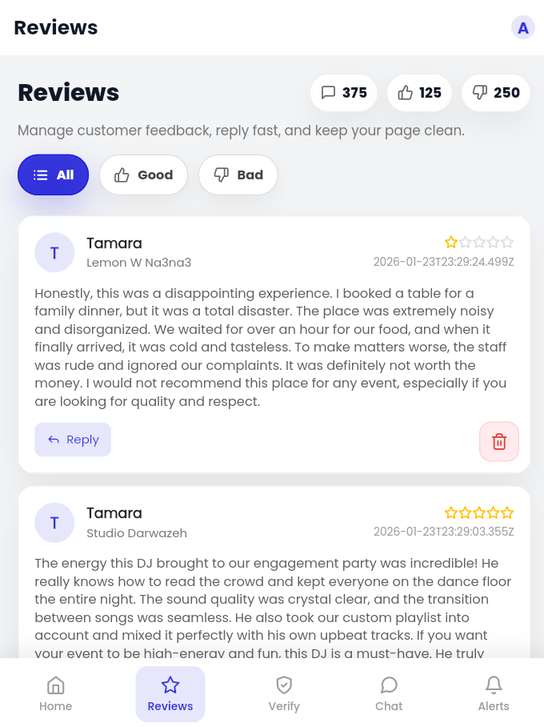 Reviews
A
Reviews
375
125
250
Manage customer feedback, reply fast, and keep your page clean.
All
Good
Bad
T
Tamara
Lemon W Na3na3
2026-01-23T23:29:24.499Z
Honestly, this was a disappointing experience. I booked a table for a
family dinner, but it was a total disaster. The place was extremely noisy
and disorganized. We waited for over an hour for our food, and when it
finally arrived, it was cold and tasteless. To make matters worse, the staff
was rude and ignored our complaints. It was definitely not worth the
money. I would not recommend this place for any event, especially if you
are looking for quality and respect.
Reply
T
Tamara
Studio Darwazeh
2026-01-23T23:29:03.355Z
The energy this DJ brought to our engagement party was incredible! He
really knows how to read the crowd and kept everyone on the dance floor
the entire night. The sound quality was crystal clear, and the transition
between songs was seamless. He also took our custom playlist into
account and mixed it perfectly with his own upbeat tracks. If you want
your event to be high-energy and fun, this DJ is a must-have. He truly
Home
Reviews
Verify
Chat
Alerts